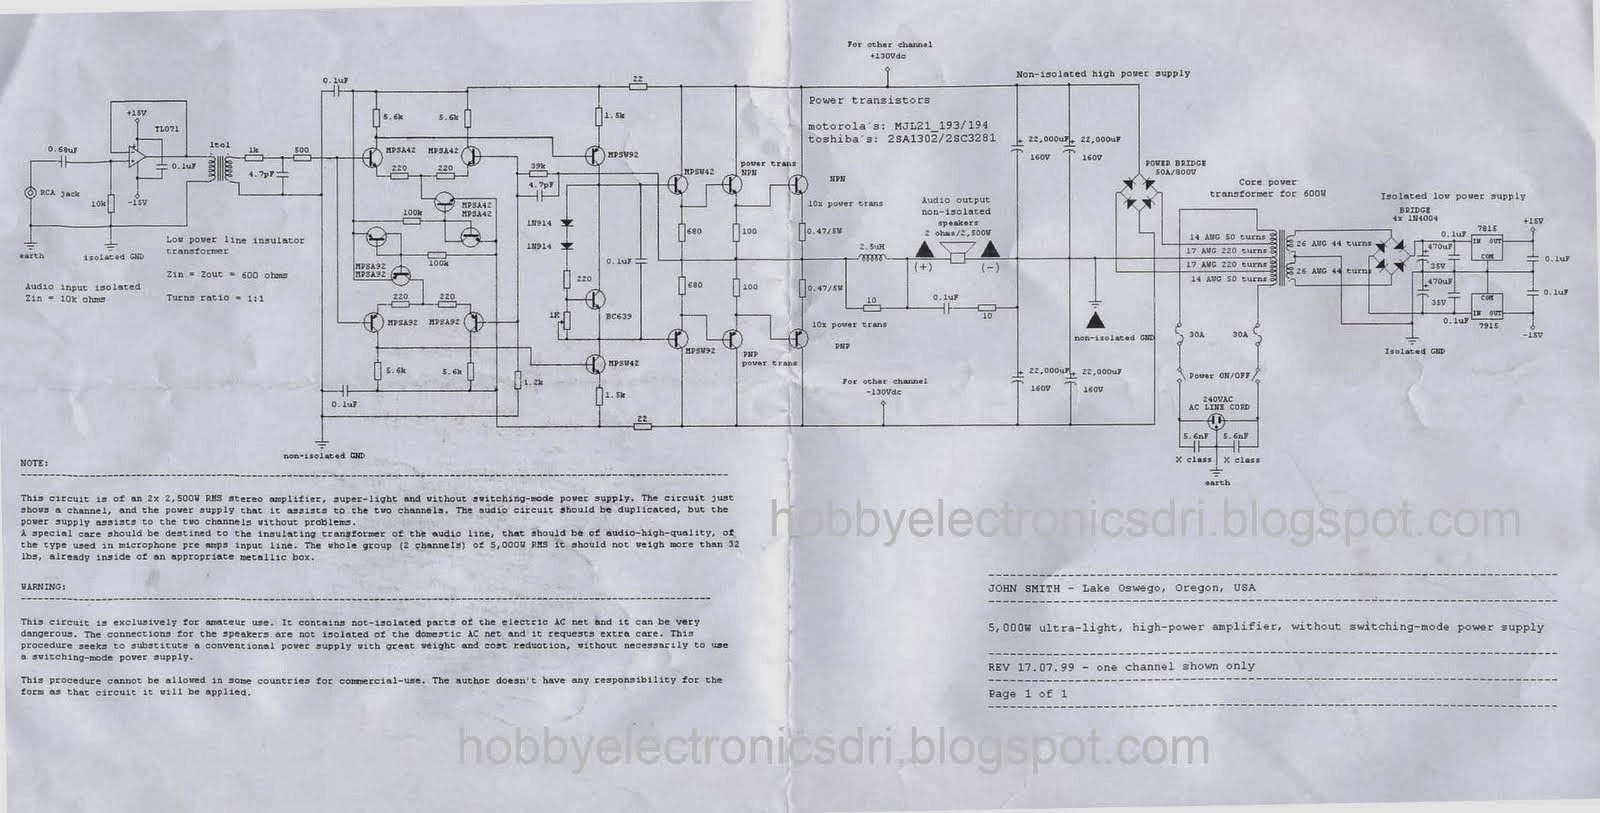 For other channel
+130Vdc
Non-isolated high power supply
0.1uF
22
Power transistors
motorola's: MJL21_193/194
toshiba's: 2SA1302/2SC3281
+15V
TL071
0.68uF
1to1
0.1uF
1k
500
4.7pF
RCA jack
10k
-15V
earth
isolated GND
Low power line insulator
transformer
Zin = Zout = 600 ohms
Turns ratio = 1:1
Audio input isolated
Zin = 10k ohms
5.6k
5.6k
MPSA42
MPSA42
220
220
MPSA42
MPSA42
100k
100k
MPSA92
MPSA92
220
220
MPSA92
MPSA92
5.6k
5.6k
0.1uF
non-isolated GND
1.5k
MPSW92
39k
4.7pF
1N914
1N914
220
0.1uF
1K
BC639
MPSW42
1.2k
1.5k
22
MPSW42
power trans
NPN
NPN
10x power trans
680
100
0.47/5W
680
100
0.47/5W
10x power trans
MPSW92
PNP
power trans
PNP
2.5uH
Audio output
non-isolated
speakers
2 ohms/2,500W
(+)
(-)
10
0.1uF
10
22,000uF
160V
22,000uF
160V
non-isolated GND
22,000uF
160V
22,000uF
160V
For other channel
-130Vdc
POWER BRIDGE
50A/800V
Core power
transformer for 600W
14 AWG 50 turns
17 AWG 220 turns
17 AWG 220 turns
14 AWG 50 turns
26 AWG 44 turns
26 AWG 44 turns
30A
30A
Power ON/OFF
240VAC
AC LINE CORD
5.6nF
5.6nF
X class
X class
earth
Isolated low power supply
BRIDGE
4x 1N4004
0.1uF
7815
+15V
470uF
IN OUT
COM
35V
0.1uF
470uF
COM
35V
0.1uF
0.1uF
IN OUT
7915
-15V
Isolated GND
NOTE:
This circuit is of an 2x 2,500W RMS stereo amplifier, super-light and without switching-mode power supply. The circuit just
shows a channel, and the power supply that it assists to the two channels. The audio circuit should be duplicated, but the
power supply assists to the two channels without problems.
A special care should be destined to the insulating transformer of the audio line, that should be of audio-high-quality, of
the type used in microphone pre amps input line. The whole group (2 channels) of 5,000W RMS it should not weigh more than 32
lbs, already inside of an appropriate metallic box.
WARNING:
This circuit is exclusively for amateur use. It contains not-isolated parts of the electric AC net and it can be very
dangerous. The connections for the speakers are not isolated of the domestic AC net and it requests extra care. This
procedure seeks to substitute a conventional power supply with great weight and cost reduction, without necessarily to use
a switching-mode power supply.
This procedure cannot be allowed in some countries for commercial-use. The author doesn't have any responsibility for the
form as that circuit it will be applied.
hobbyelectronicsdri.blogspot.com
JOHN SMITH - Lake Oswego, Oregon, USA
5,000W ultra-light, high-power amplifier, without switching-mode power supply
REV 17.07.99 - one channel shown only
Page 1 of 1
hobbyelectronicsdri.blogspot.com